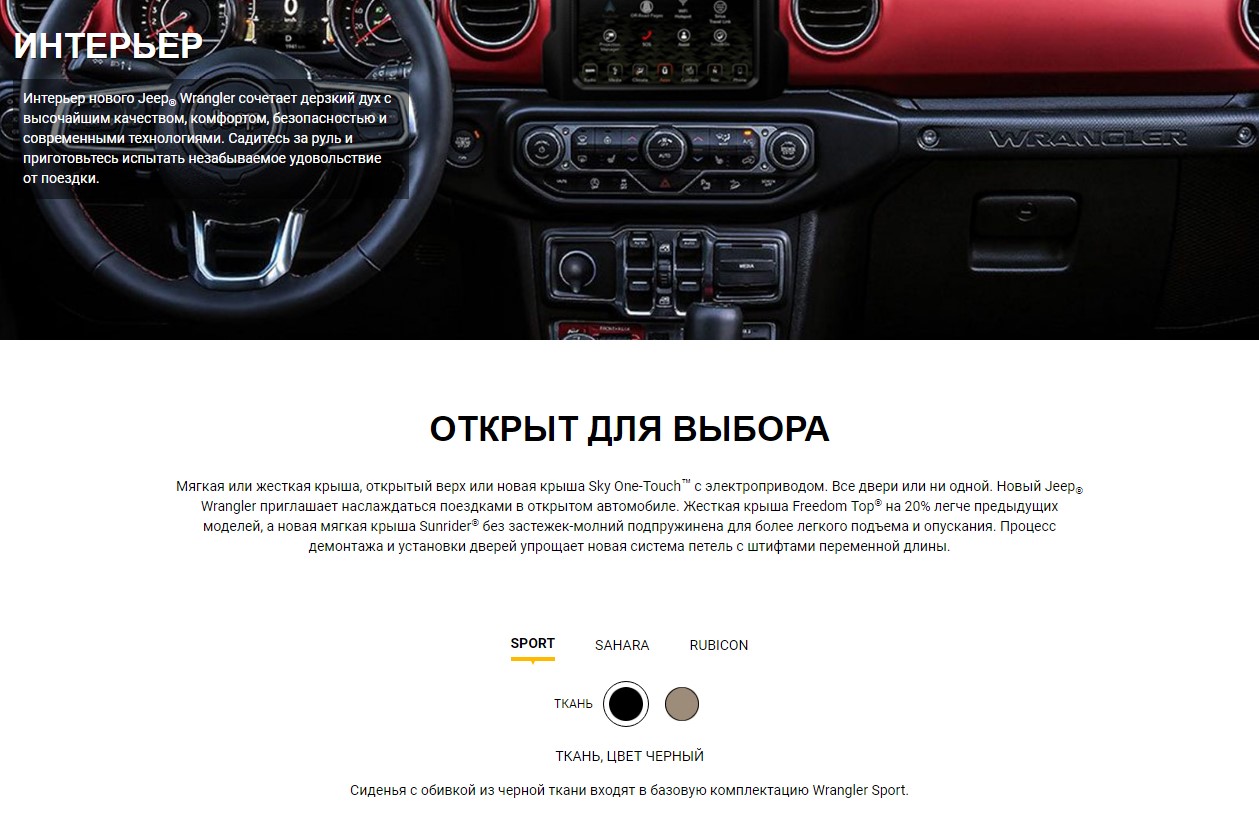 ИНТЕРЬЕР
Интерьер нового Jeep® Wrangler сочетает дерзкий дух с
высочайшим качеством, комфортом, безопасностью и
современными технологиями. Садитесь за руль и
приготовьтесь испытать незабываемое удовольствие
от поездки.
WRANGLER
AUTO
MEDIA
ОТКРЫТ ДЛЯ ВЫБОРА
Мягкая или жесткая крыша, открытый верх или новая крыша Sky One-Touch™ с электроприводом. Все двери или ни одной. Новый Jeep®
Wrangler приглашает наслаждаться поездками в открытом автомобиле. Жесткая крыша Freedom Top® на 20% легче предыдущих
моделей, а новая мягкая крыша Sunrider® без застежек-молний подпружинена для более легкого подъема и опускания. Процесс
демонтажа и установки дверей упрощает новая система петель с штифтами переменной длины.
SPORT SAHARA RUBICON
ТКАНЬ
ТКАНЬ, ЦВЕТ ЧЕРНЫЙ
Сиденья с обивкой из черной ткани входят в базовую комплектацию Wrangler Sport.